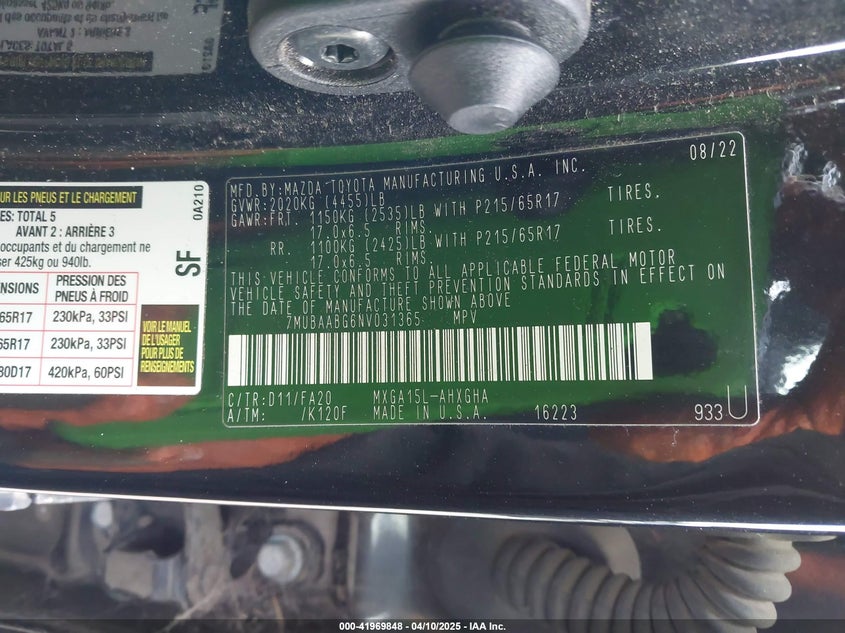 UR LES PNEUS ET LE CHARGEMENT
ES: TOTAL 5
AVANT 2 : ARRIÈRE 3
occupants et du chargement ne
ser 425kg ou 940lb.
NSIONS PRESSION DES PNEUS À FROID
65R17 230kPa, 33PSI
65R17 230kPa, 33PSI
80D17 420kPa, 60PSI
VOIR LE MANUEL
DE L'USAGER
POUR PLUS DE
RENSEIGNEMENTS
SF 0A210
08/22
MFD.BY:MAZDA TOYOTA MANUFACTURING U.S.A. INC.
GVWR:2020KG (4455)LB
GAWR:FRT. 1150KG (2535)LB WITH P215/65R17 TIRES.
17.0x6.5 RIMS.
RR. 1100KG (2425)LB WITH P215/65R17 TIRES.
17.0x6.5 RIMS.
THIS VEHICLE CONFORMS TO ALL APPLICABLE FEDERAL MOTOR
VEHICLE SAFETY AND THEFT PREVENTION STANDARDS IN EFFECT ON
THE DATE OF MANUFACTURE SHOWN ABOVE
7MUBAABG6NV031365 MPV
C/TR:D11/FA20 MXGA15L-AHXGHA
A/TM: /K120F MADE IN U.S.A. 16223 933U
000-41969848 - 04/10/2025 - IAA Inc.